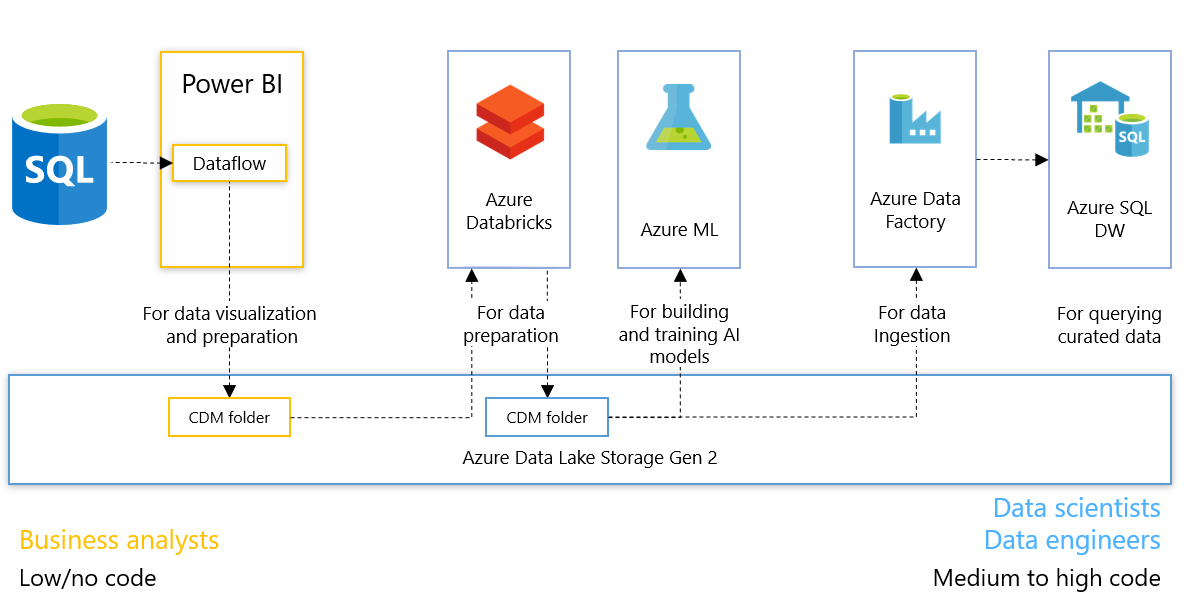 Power BI
SQL
Dataflow
Azure
Databricks
Azure ML
Azure Data
Factory
SQL
Azure SQL
DW
For data visualization
and preparation
For data
preparation
For building
and training AI
models
For data
Ingestion
For querying
curated data
CDM folder
CDM folder
Azure Data Lake Storage Gen 2
Business analysts
Low/no code
Data scientists
Data engineers
Medium to high code